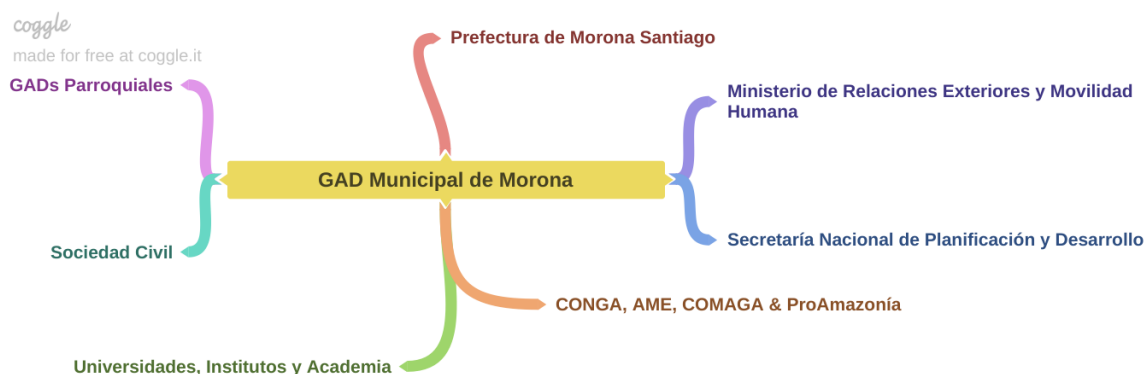 coggle
made for free at coggle.it
Prefectura de Morona Santiago
GADs Parroquiales
Ministerio de Relaciones Exteriores y Movilidad
Humana
GAD Municipal de Morona
Sociedad Civil
Secretaría Nacional de Planificación y Desarrollo
CONGA, AME, COMAGA & ProAmazonía
Universidades, Institutos y Academia